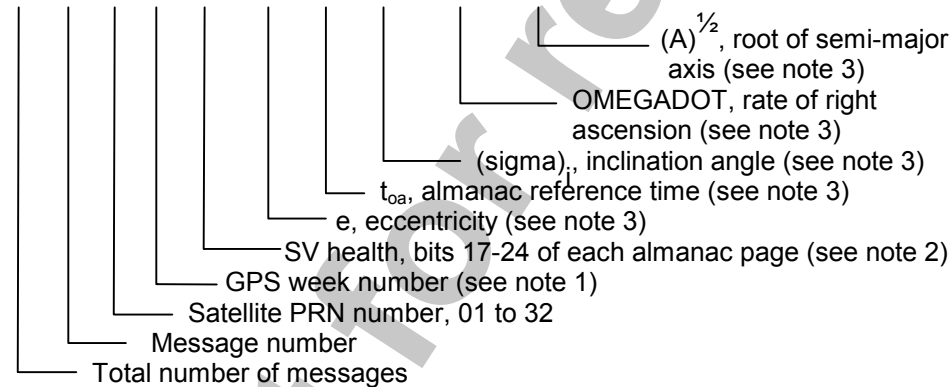 (A)½, root of semi-major
axis (see note 3)
OMEGADOT, rate of right
ascension (see note 3)
(sigma)i, inclination angle (see note 3)
toa, almanac reference time (see note 3)
e, eccentricity (see note 3)
SV health, bits 17-24 of each almanac page (see note 2)
GPS week number (see note 1)
Satellite PRN number, 01 to 32
Message number
Total number of messages
for re